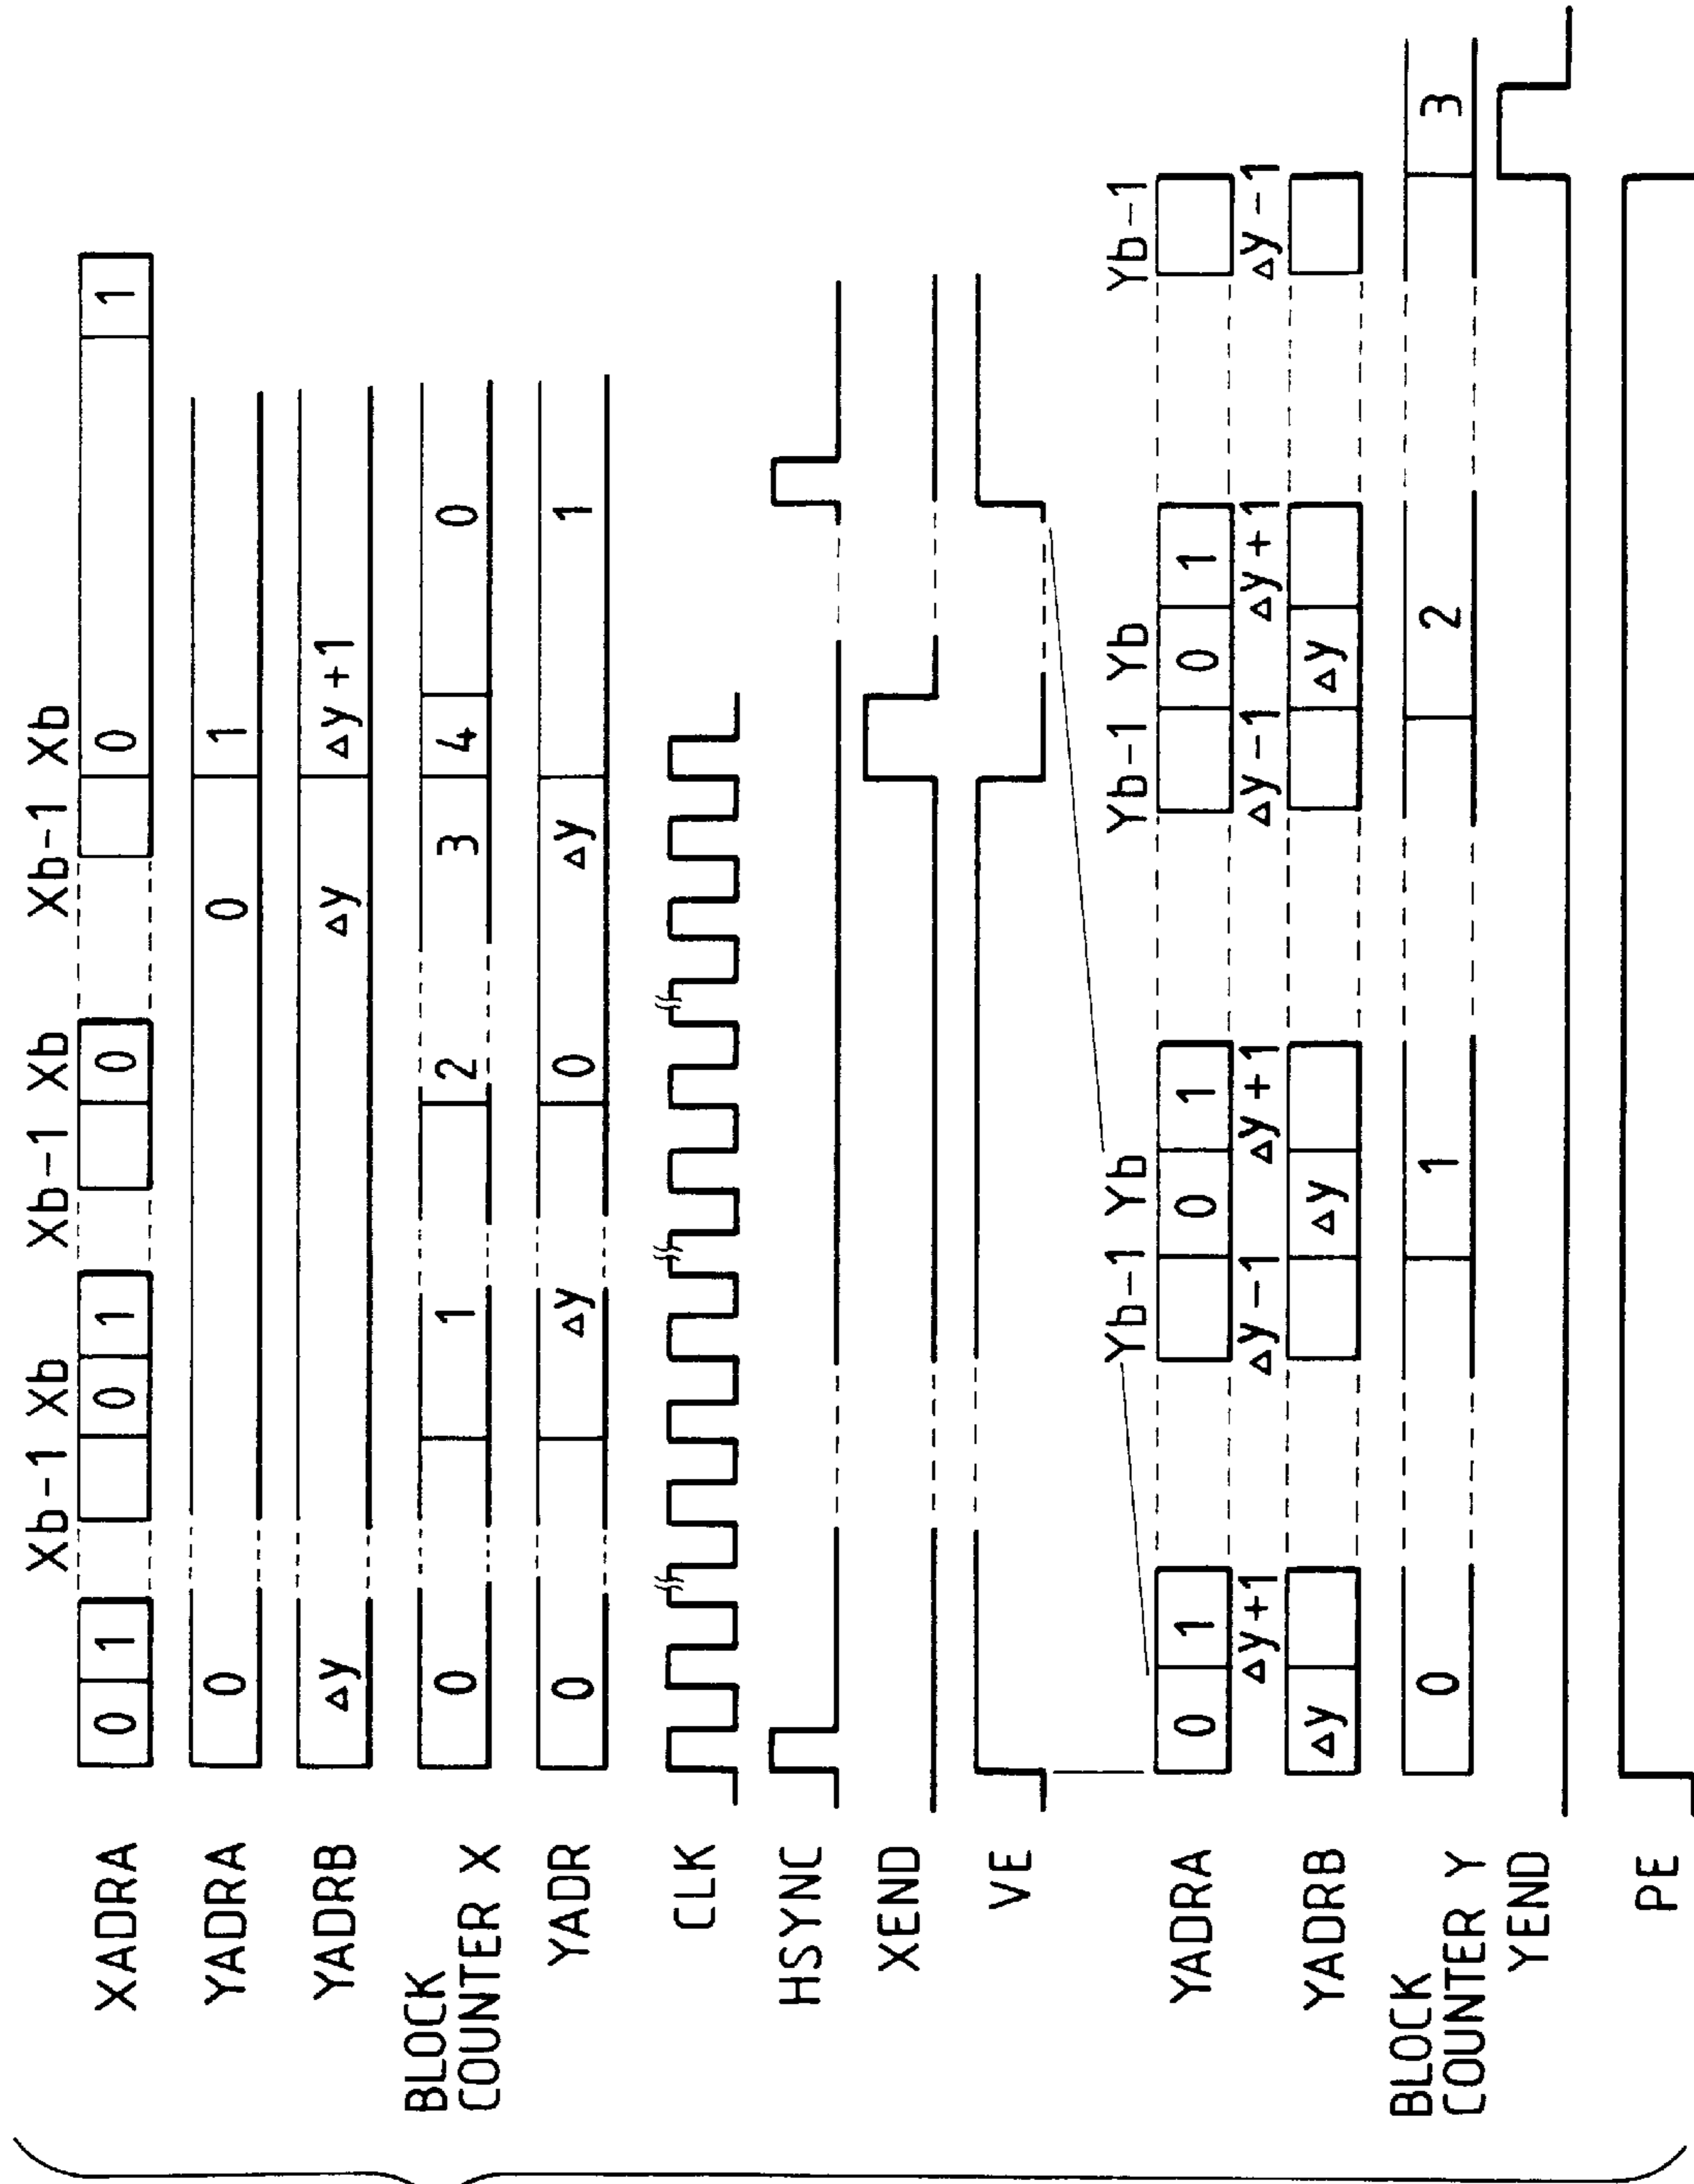 Xb-1 Xb Xb-1 Xb Xb-1 Xb
XADRA 0 1 0 1 0 0 1
YADRA 0 0 1
YADRB Δy Δy Δy+1
BLOCK
COUNTER X 0 1 2 3 4 0
YADR 0 Δy 0 Δy 1
CLK
HSYNC
XEND
VE
Yb-1 Yb Yb-1 Yb Yb-1
YADRA 0 1 0 1 0 1
Δy+1 Δy-1 Δy+1 Δy-1 Δy+1 Δy-1
YADRB Δy Δy Δy
BLOCK
COUNTER Y 0 1 2 3
YEND
PE